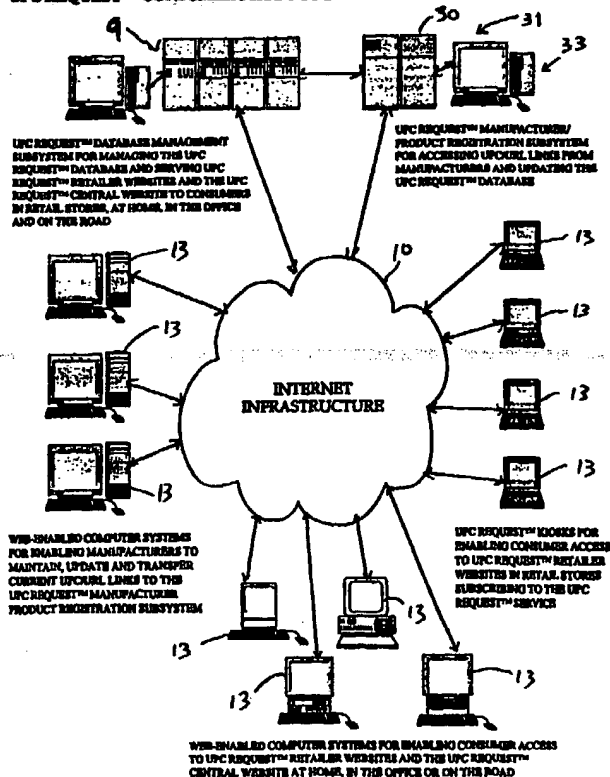 9
30
31
33
UPC REQUEST™ DATABASE MANAGEMENT
SUBSYSTEM FOR MANAGING THE UPC
REQUEST™ DATABASE AND SERVING UPC
REQUEST™ RETAILER WEBSITES AND THE UPC
REQUEST™ CENTRAL WEBSITE TO CONSUMERS
IN RETAIL STORES, AT HOME, IN THE OFFICE
AND ON THE ROAD
UPC REQUEST™ MANUFACTURER/
PRODUCT REGISTRATION SUBSYSTEM
FOR ACCESSING UPC/URL LINKS FROM
MANUFACTURERS AND UPDATING THE
UPC REQUEST™ DATABASE
10
13
13
13
13
13
13
13
INTERNET
INFRASTRUCTURE
WEB-ENABLED COMPUTER SYSTEMS
FOR ENABLING MANUFACTURERS TO
MAINTAIN, UPDATE AND TRANSFER
CURRENT UPC/URL LINKS TO THE
UPC REQUEST™ MANUFACTURER
PRODUCT REGISTRATION SUBSYSTEM
UPC REQUEST™ KIOSKS FOR
ENABLING CONSUMER ACCESS
TO UPC REQUEST™ RETAILER
WEBSITES IN RETAIL STORES
SUBSCRIBING TO THE UPC
REQUEST™ SERVICE
13
13
13
13
WEB-ENABLED COMPUTER SYSTEMS FOR ENABLING CONSUMER ACCESS
TO UPC REQUEST™ RETAILER WEBSITES AND THE UPC REQUEST™
CENTRAL WEBSITE AT HOME, IN THE OFFICE OR ON THE ROAD